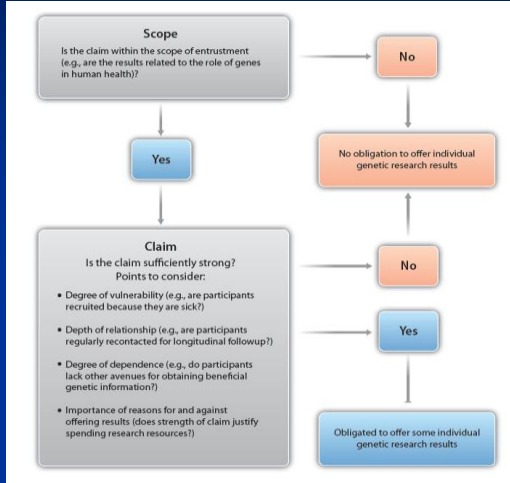 Scope
Is the claim within the scope of entrustment
(e.g., are the results related to the role of genes
in human health)?
No
Yes
No obligation to offer individual
genetic research results
Claim
Is the claim sufficiently strong?
Points to consider:
• Degree of vulnerability (e.g., are participants
recruited because they are sick?)
• Depth of relationship (e.g., are participants
regularly recontacted for longitudinal followup?)
• Degree of dependence (e.g., do participants
lack other avenues for obtaining beneficial
genetic information?)
• Importance of reasons for and against
offering results (does strength of claim justify
spending research resources?)
No
Yes
Obligated to offer some individual
genetic research results